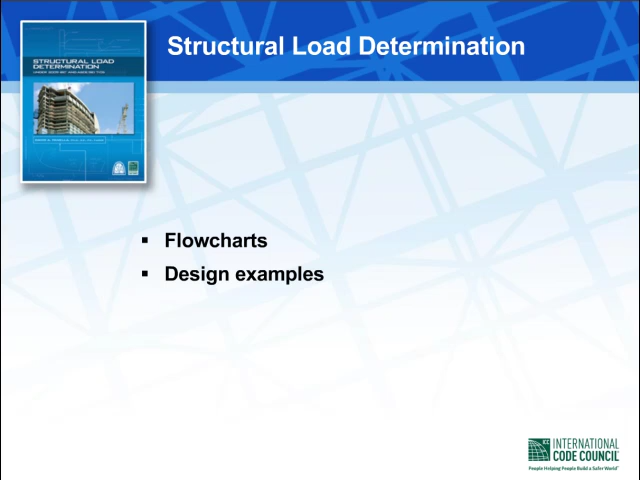 Structural Load Determination
STRUCTURAL LOAD
DETERMINATION
▪ Flowcharts
▪ Design examples
INTERNATIONAL
CODE COUNCIL
People Helping People Build a Safer World